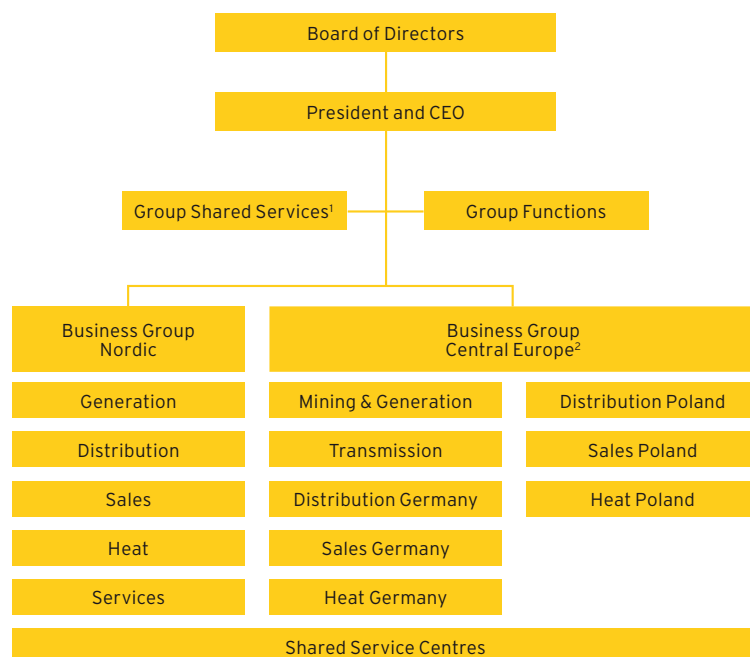 Board of Directors
President and CEO
Group Shared Services¹
Group Functions
Business Group
Nordic
Business Group
Central Europe²
Generation
Mining & Generation
Distribution Poland
Distribution
Transmission
Sales Poland
Sales
Distribution Germany
Heat Poland
Heat
Sales Germany
Services
Heat Germany
Shared Service Centres